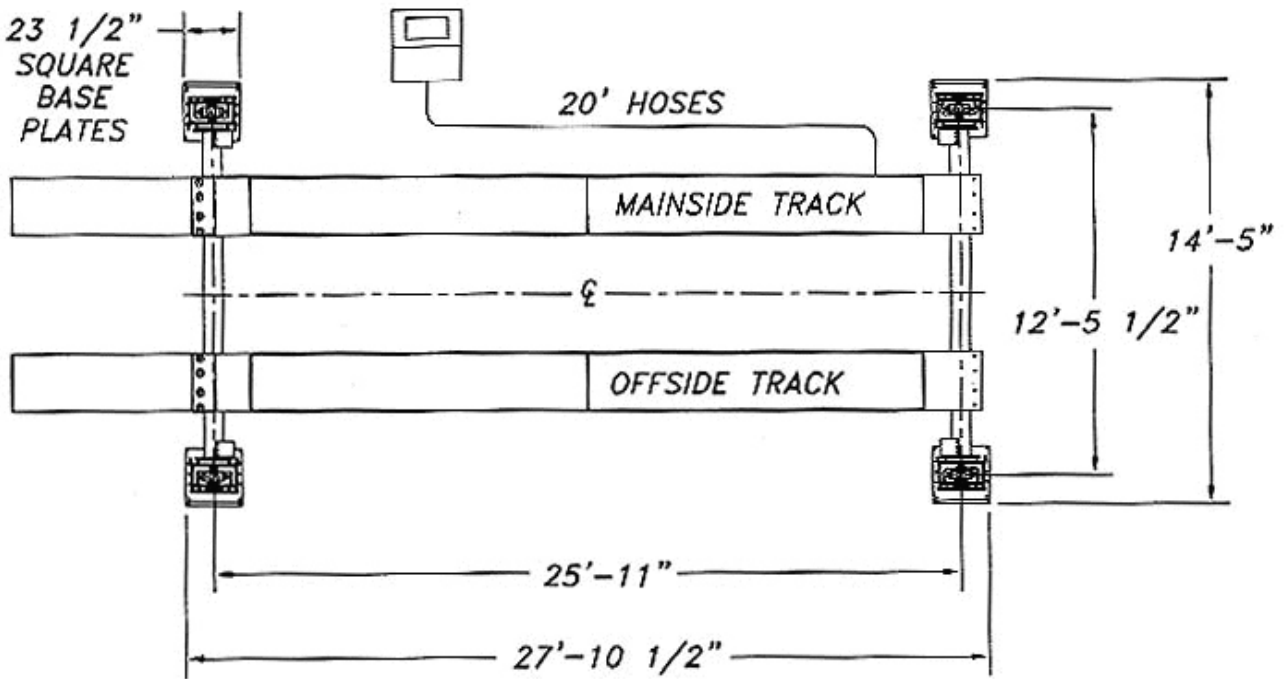 23 1/2”
SQUARE
BASE
PLATES
20’ HOSES
MAINSIDE TRACK
14’-5”
℄
12’-5 1/2”
OFFSIDE TRACK
25’-11”
27’-10 1/2”